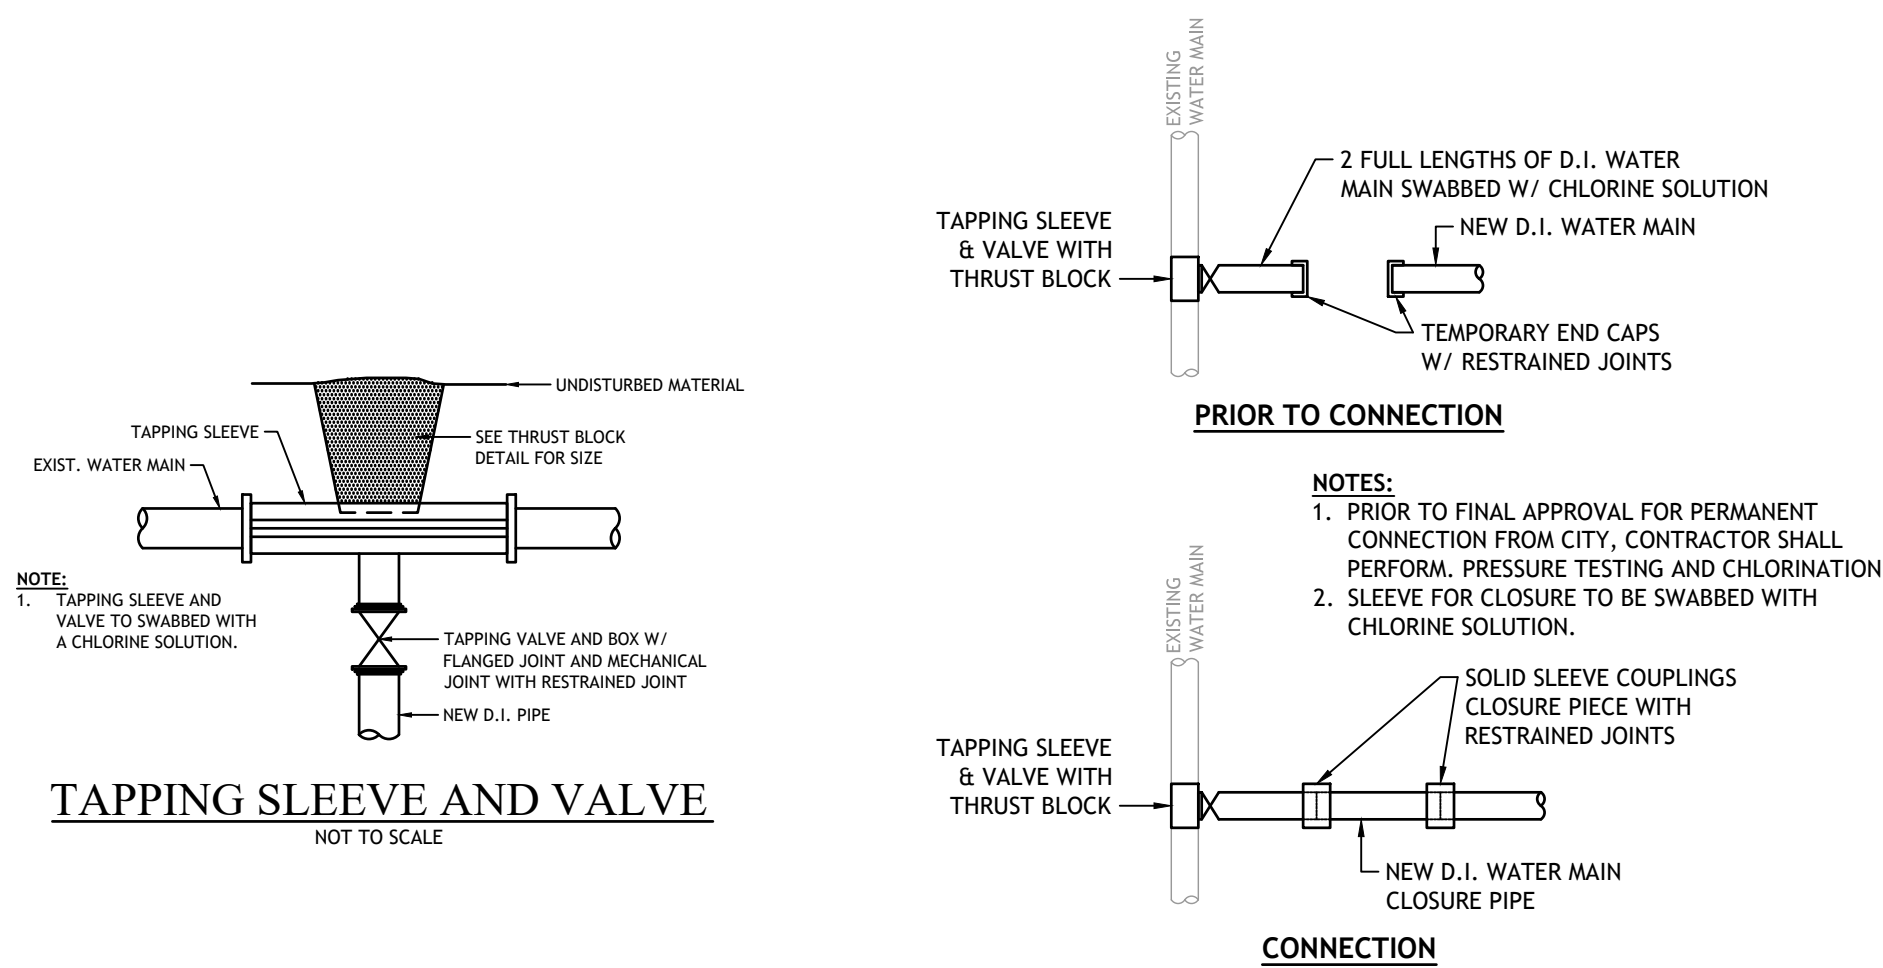 UNDISTURBED MATERIAL
TAPPING SLEEVE
SEE THRUST BLOCK
DETAIL FOR SIZE
EXIST. WATER MAIN
NOTE:
1. TAPPING SLEEVE AND
VALVE TO SWABBED WITH
A CHLORINE SOLUTION.
TAPPING VALVE AND BOX W/
FLANGED JOINT AND MECHANICAL
JOINT WITH RESTRAINED JOINT
NEW D.I. PIPE
TAPPING SLEEVE AND VALVE
NOT TO SCALE
EXISTING
WATER MAIN
2 FULL LENGTHS OF D.I. WATER
MAIN SWABBED W/ CHLORINE SOLUTION
TAPPING SLEEVE
& VALVE WITH
THRUST BLOCK
NEW D.I. WATER MAIN
TEMPORARY END CAPS
W/ RESTRAINED JOINTS
PRIOR TO CONNECTION
NOTES:
1. PRIOR TO FINAL APPROVAL FOR PERMANENT
CONNECTION FROM CITY, CONTRACTOR SHALL
PERFORM. PRESSURE TESTING AND CHLORINATION
2. SLEEVE FOR CLOSURE TO BE SWABBED WITH
CHLORINE SOLUTION.
EXISTING
WATER MAIN
SOLID SLEEVE COUPLINGS
CLOSURE PIECE WITH
RESTRAINED JOINTS
TAPPING SLEEVE
& VALVE WITH
THRUST BLOCK
NEW D.I. WATER MAIN
CLOSURE PIPE
CONNECTION